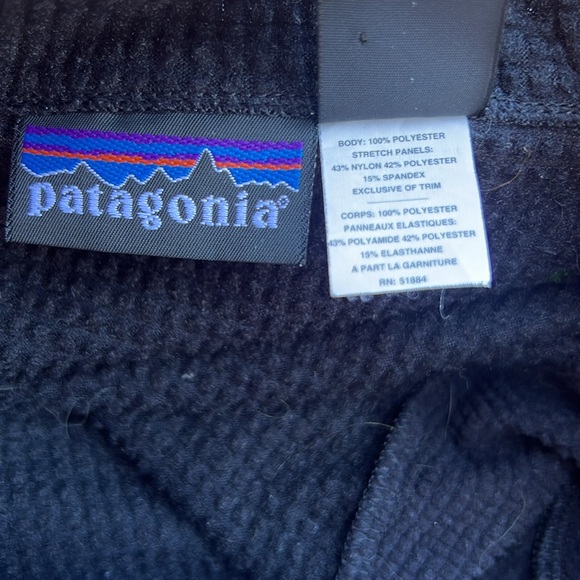 patagonia®
BODY: 100% POLYESTER
STRETCH PANELS:
43% NYLON 42% POLYESTER
15% SPANDEX
EXCLUSIVE OF TRIM
CORPS: 100% POLYESTER
PANNEAUX ELASTIQUES:
43% POLYAMIDE 42% POLYESTER
15% ELASTHANNE
A PART LA GARNITURE
RN: 51884